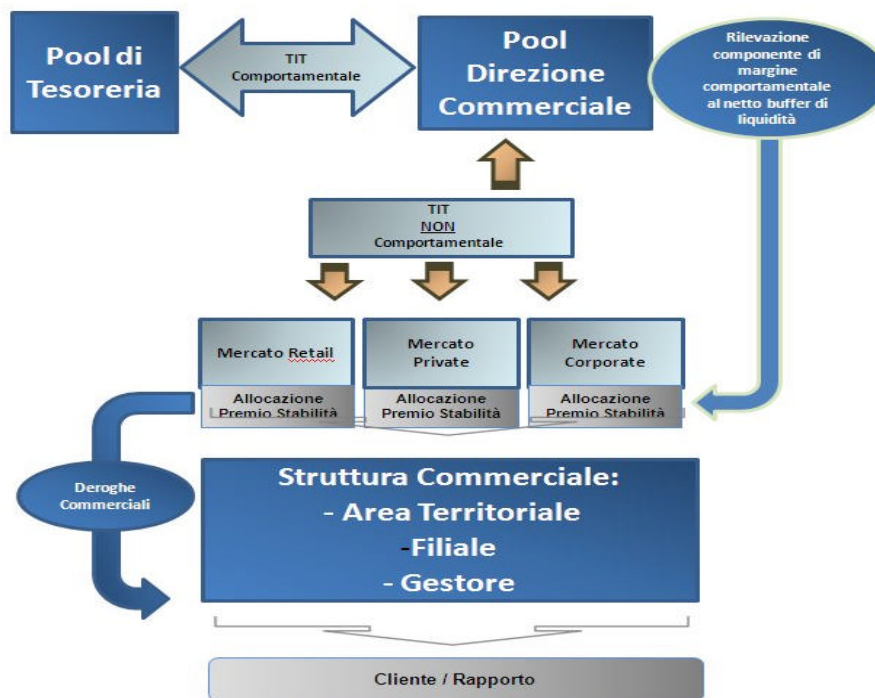 Pool di
Tesoreria
TIT
Comportamentale
Pool
Direzione
Commerciale
Rilevazione
componente di
margine
comportamentale
al netto buffer di
liquidità
TIT
NON
Comportamentale
Mercato Retail
Mercato
Private
Mercato
Corporate
Allocazione
Premio Stabilità
Allocazione
Premio Stabilità
Allocazione
Premio Stabilità
Deroghe
Commerciali
Struttura Commerciale:
- Area Territoriale
-Filiale
- Gestore
Cliente / Rapporto